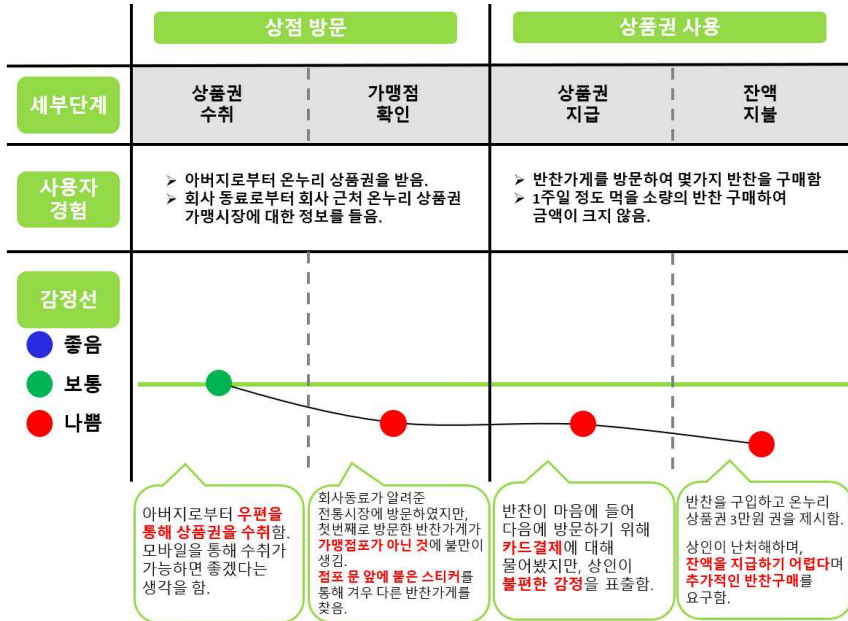 상점 방문
상품권 사용
세부단계
상품권
수취
가맹점
확인
상품권
지급
잔액
지불
사용자
경험
➢ 아버지로부터 온누리 상품권을 받음.
➢ 회사 동료로부터 회사 근처 온누리 상품권
가맹시장에 대한 정보를 들음.
➢ 반찬가게를 방문하여 몇가지 반찬을 구매함
➢ 1주일 정도 먹을 소량의 반찬 구매하여
금액이 크지 않음.
감정선
좋음
보통
나쁨
아버지로부터 우편을
통해 상품권을 수취함.
모바일을 통해 수취가
가능하면 좋겠다는
생각을 함.
회사동료가 알려준
전통시장에 방문하였지만,
첫번째로 방문한 반찬가게가
가맹점포가 아닌 것에 불만이
생김.
점포 문 앞에 붙은 스티커를
통해 겨우 다른 반찬가게를
찾음.
반찬이 마음에 들어
다음에 방문하기 위해
카드결제에 대해
물어봤지만, 상인이
불편한 감정을 표출함.
반찬을 구입하고 온누리
상품권 3만원 권을 제시함.
상인이 난처해하며,
잔액을 지급하기 어렵다며
추가적인 반찬구매를
요구함.